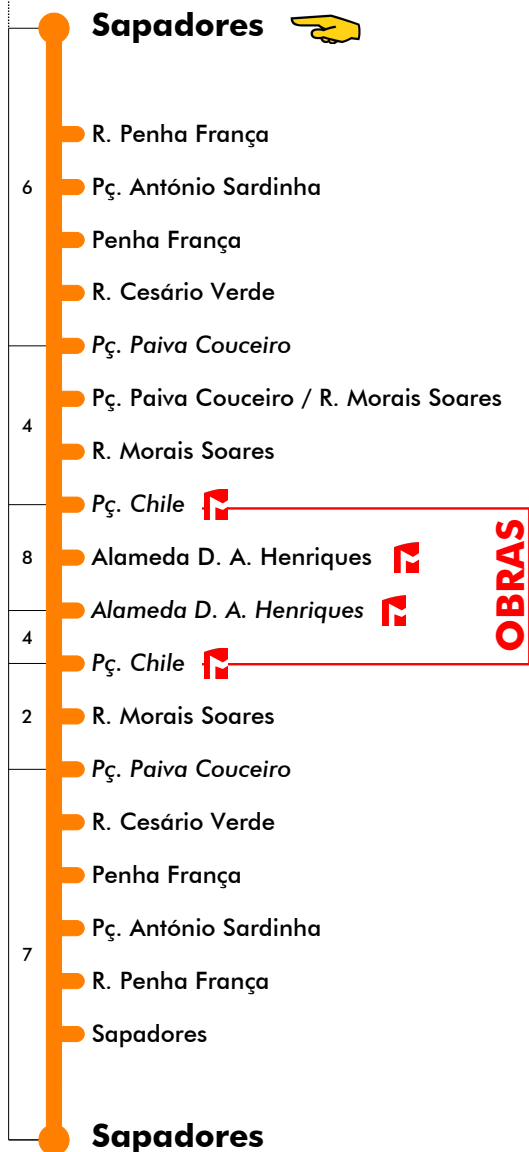 Sapadores
R. Penha França
6
Pç. António Sardinha
Penha França
R. Cesário Verde
Pç. Paiva Couceiro
Pç. Paiva Couceiro / R. Morais Soares
4
R. Morais Soares
Pç. Chile
8
Alameda D. A. Henriques
OBRAS
Alameda D. A. Henriques
4
Pç. Chile
2
R. Morais Soares
Pç. Paiva Couceiro
R. Cesário Verde
Penha França
Pç. António Sardinha
7
R. Penha França
Sapadores
Sapadores